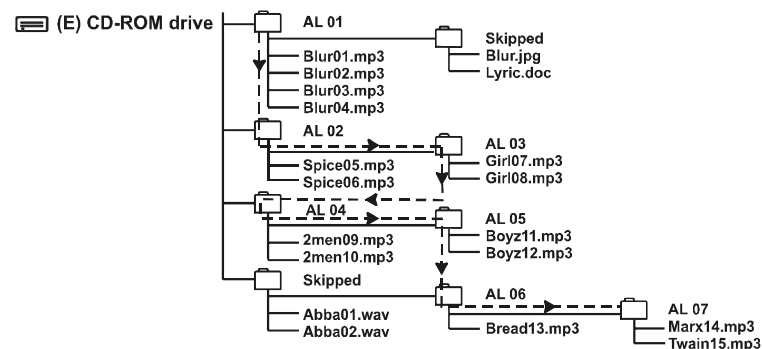 (E) CD-ROM drive
AL 01
Skipped
Blur01.mp3
Blur.jpg
Blur02.mp3
Lyric.doc
Blur03.mp3
Blur04.mp3
AL 02
AL 03
Spice05.mp3
Girl07.mp3
Spice06.mp3
Girl08.mp3
AL 04
AL 05
2men09.mp3
Boyz11.mp3
2men10.mp3
Boyz12.mp3
Skipped
AL 06
Abba01.wav
AL 07
Abba02.wav
Bread13.mp3
Marx14.mp3
Twain15.mp3